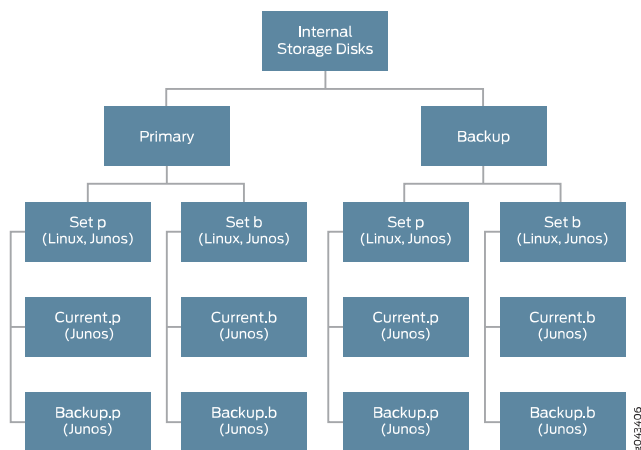 Internal
Storage Disks
Primary
Backup
Set p
(Linux, Junos)
Set b
(Linux, Junos)
Set p
(Linux, Junos)
Set b
(Linux, Junos)
Current.p
(Junos)
Current.b
(Junos)
Current.p
(Junos)
Current.b
(Junos)
Backup.p
(Junos)
Backup.b
(Junos)
Backup.p
(Junos)
Backup.b
(Junos)
g043406